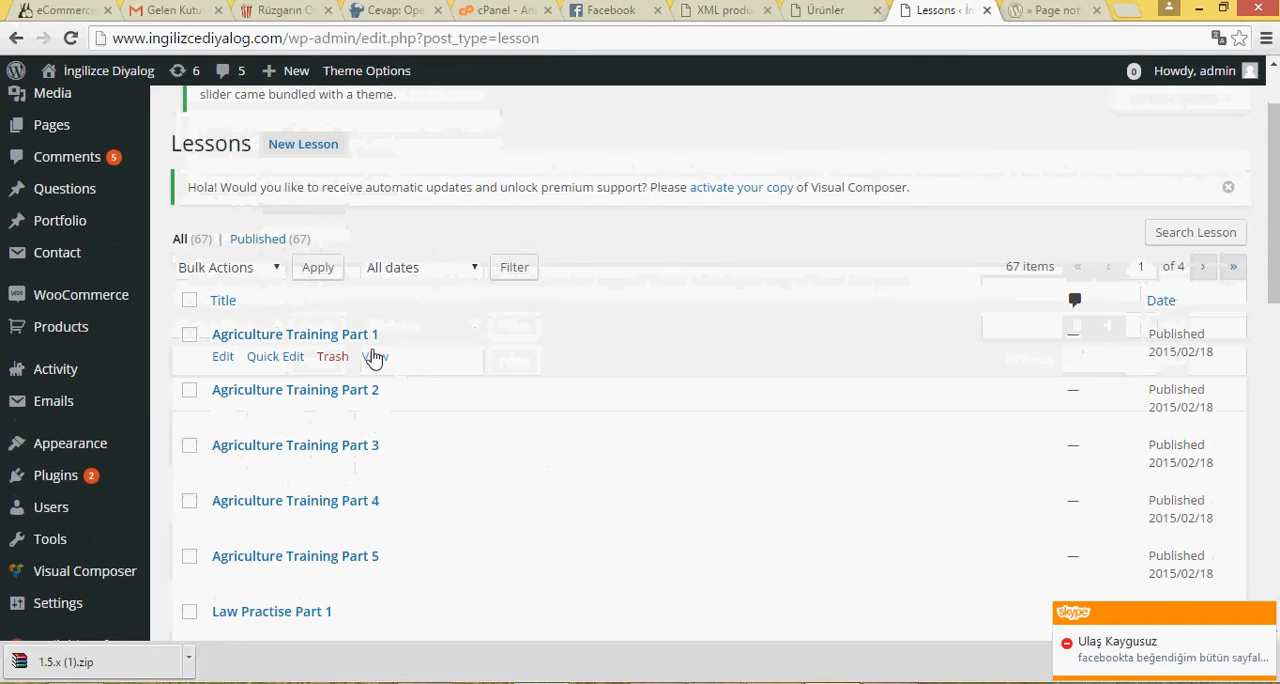 eCommerc
Gelen Kutu
Rüzgarın O
Cevap: Ope
cPanel - An
Facebook
XML produ
Ürünler
Lessons ‹ İn
» Page not
www.ingilizcediyalog.com/wp-admin/edit.php?post_type=lesson
İngilizce Diyalog
6
5
New
Theme Options
0
Howdy, admin
slider came bundled with a theme.
Media
Pages
Comments 5
Questions
Portfolio
Contact
WooCommerce
Products
Activity
Emails
Appearance
Plugins 2
Users
Tools
Visual Composer
Settings
Lessons
New Lesson
Hola! Would you like to receive automatic updates and unlock premium support? Please activate your copy of Visual Composer.
All (67) | Published (67)
Search Lesson
Bulk Actions
Apply
All dates
Filter
67 items « ‹ 1 of 4 › »
Title
Date
Agriculture Training Part 1
— Published
2015/02/18
Edit Quick Edit Trash View
Agriculture Training Part 2
— Published
2015/02/18
Agriculture Training Part 3
— Published
2015/02/18
Agriculture Training Part 4
— Published
2015/02/18
Agriculture Training Part 5
— Published
2015/02/18
Law Practise Part 1
skype
Ulaş Kaygusuz
facebookta beğendiğim bütün sayfal...
1.5.x (1).zip